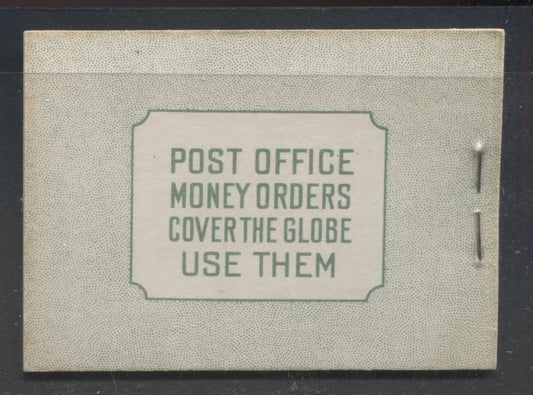 POST OFFICE
MONEY ORDERS
COVER THE GLOBE
USE THEM